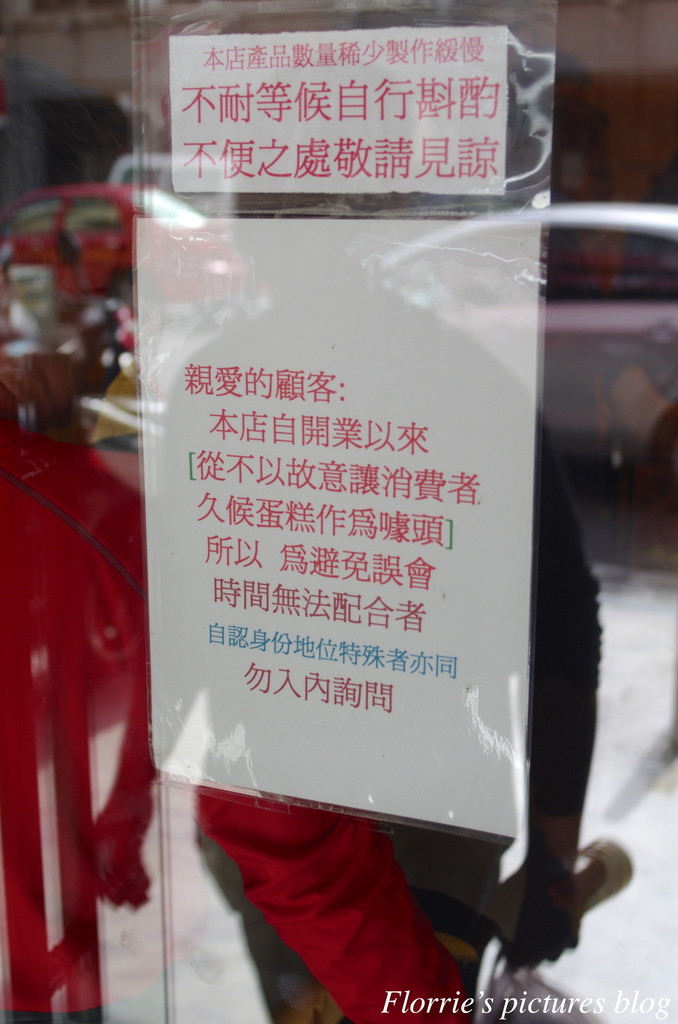 本店產品數量稀少製作緩慢
不耐等候自行斟酌
不便之處敬請見諒
親愛的顧客:
本店自開業以來
[從不以故意讓消費者
久候蛋糕作爲噱頭]
所以 爲避免誤會
時間無法配合者
自認身份地位特殊者亦同
勿入內詢問
Florrie's pictures blog